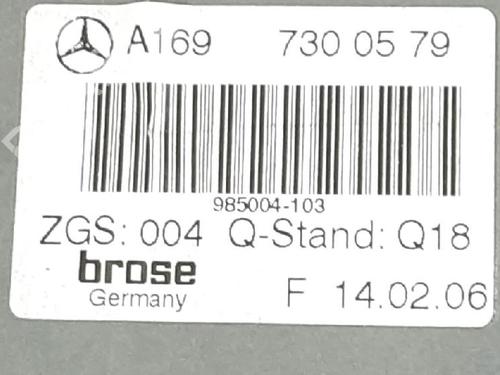 A169 730 05 79
985004-103
ZGS: 004 Q-Stand: Q18
brose
Germany F 14.02.06